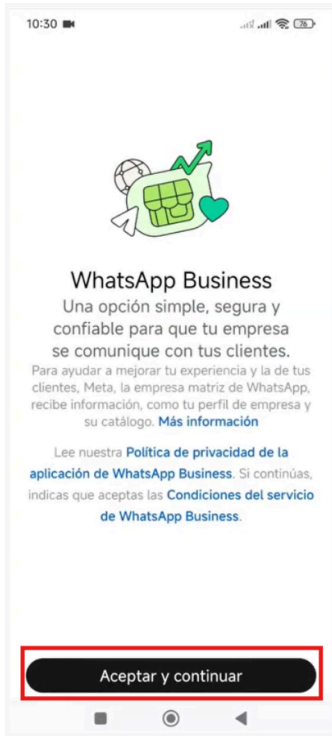 10:30
76
WhatsApp Business
Una opción simple, segura y
confiable para que tu empresa
se comunique con tus clientes.
Para ayudar a mejorar tu experiencia y la de tus
clientes, Meta, la empresa matriz de WhatsApp,
recibe información, como tu perfil de empresa y
su catálogo. Más información
Lee nuestra Política de privacidad de la
aplicación de WhatsApp Business. Si continúas,
indicas que aceptas las Condiciones del servicio
de WhatsApp Business.
Aceptar y continuar